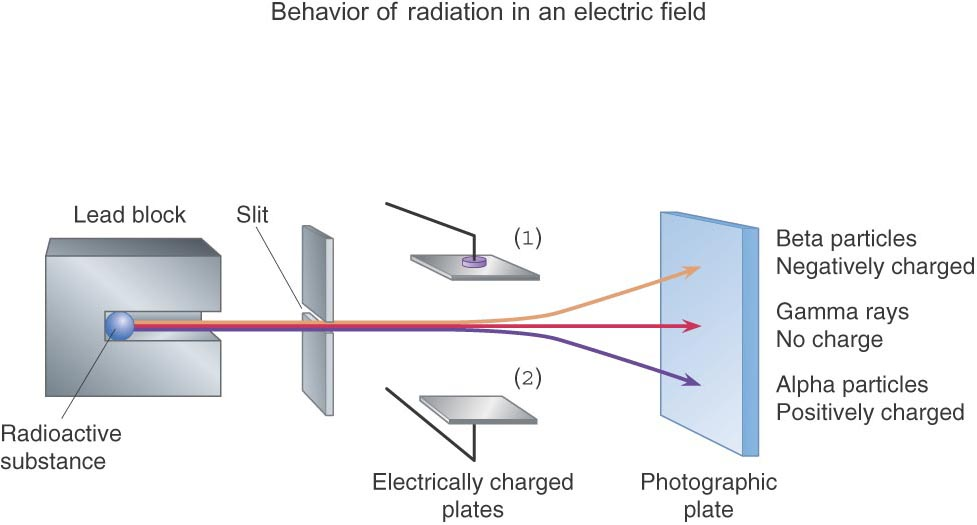 Behavior of radiation in an electric field
Lead block
Slit
(1)
Beta particles
Negatively charged
Gamma rays
No charge
(2)
Alpha particles
Positively charged
Radioactive
substance
Electrically charged
plates
Photographic
plate